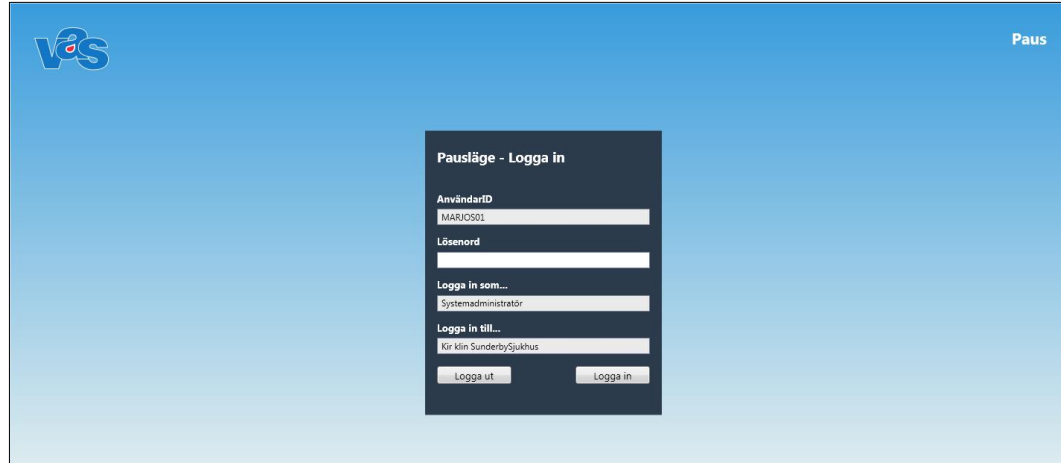 vas
Paus
Pausläge - Logga in
AnvändarID
MARJOS01
Lösenord
Logga in som...
Systemadministratör
Logga in till...
Kir klin SunderbySjukhus
Logga ut Logga in